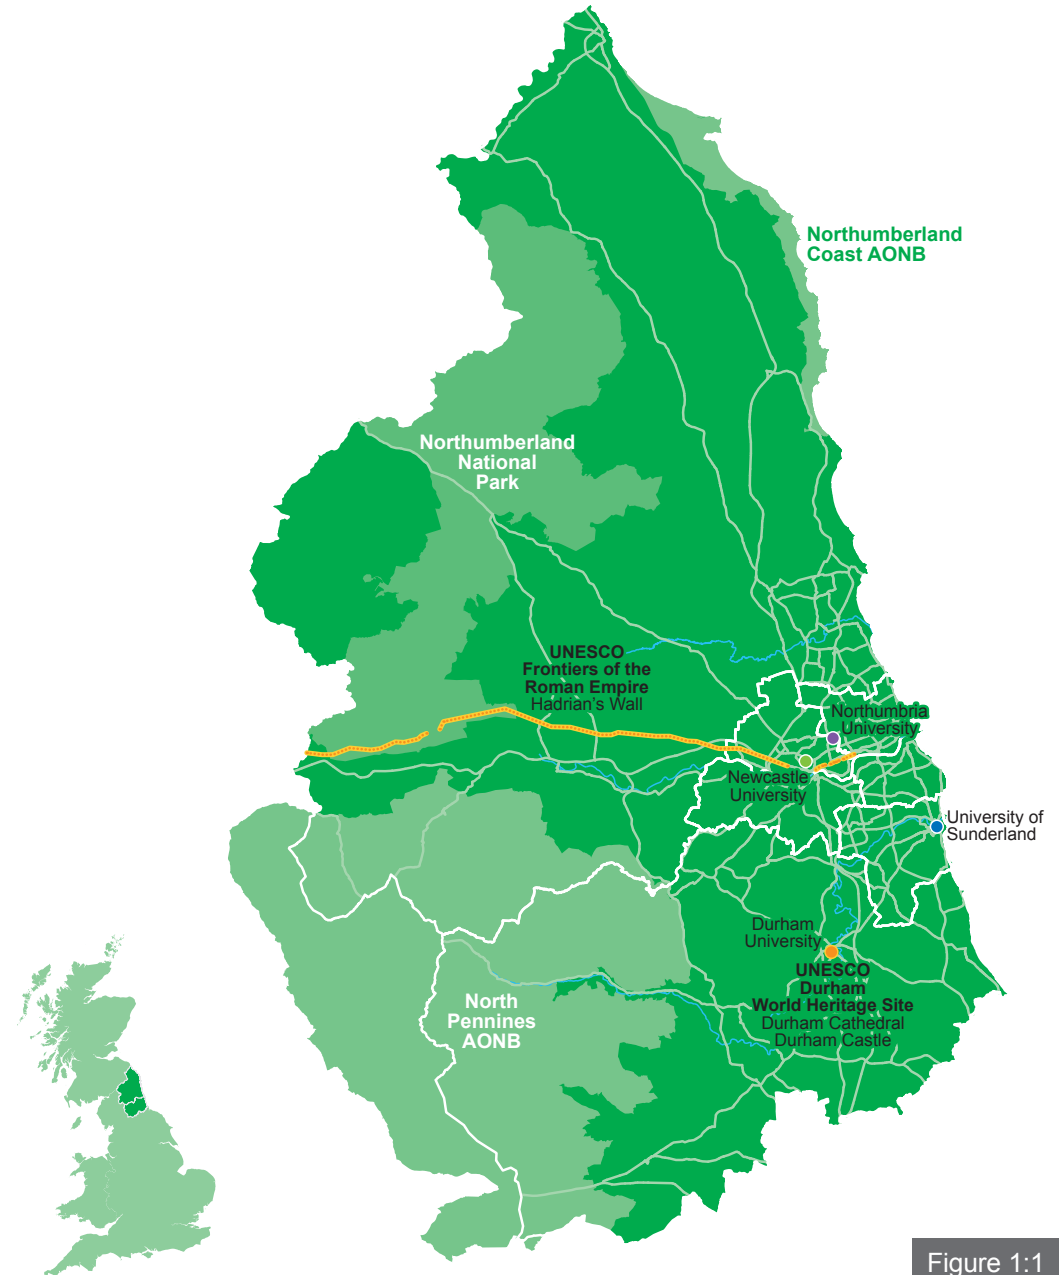 Northumberland
Coast AONB
Northumberland
National
Park
UNESCO
Frontiers of the
Roman Empire
Hadrian's Wall
Northumbria
University
Newcastle
University
University of
Sunderland
Durham
University
UNESCO
Durham
World Heritage Site
Durham Cathedral
Durham Castle
North
Pennines
AONB
Figure 1:1